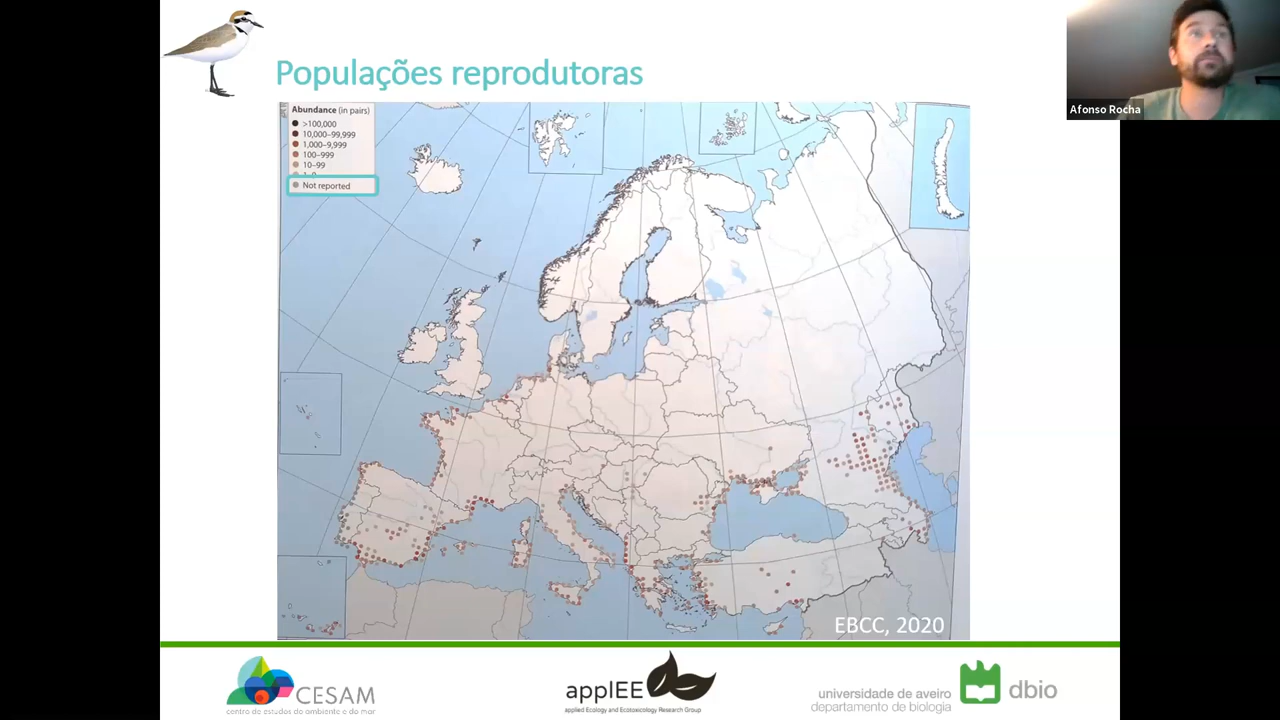 Populações reprodutoras
Afonso Rocha
Abundance (in pairs)
>100,000
10,000–99,999
1,000–9,999
100–999
10–99
1–9
Not reported
EBCC, 2020
CESAM
centro de estudos do ambiente e do mar
applEE
applied Ecology and Ecotoxicology Research Group
universidade de aveiro
departamento de biologia
dbio